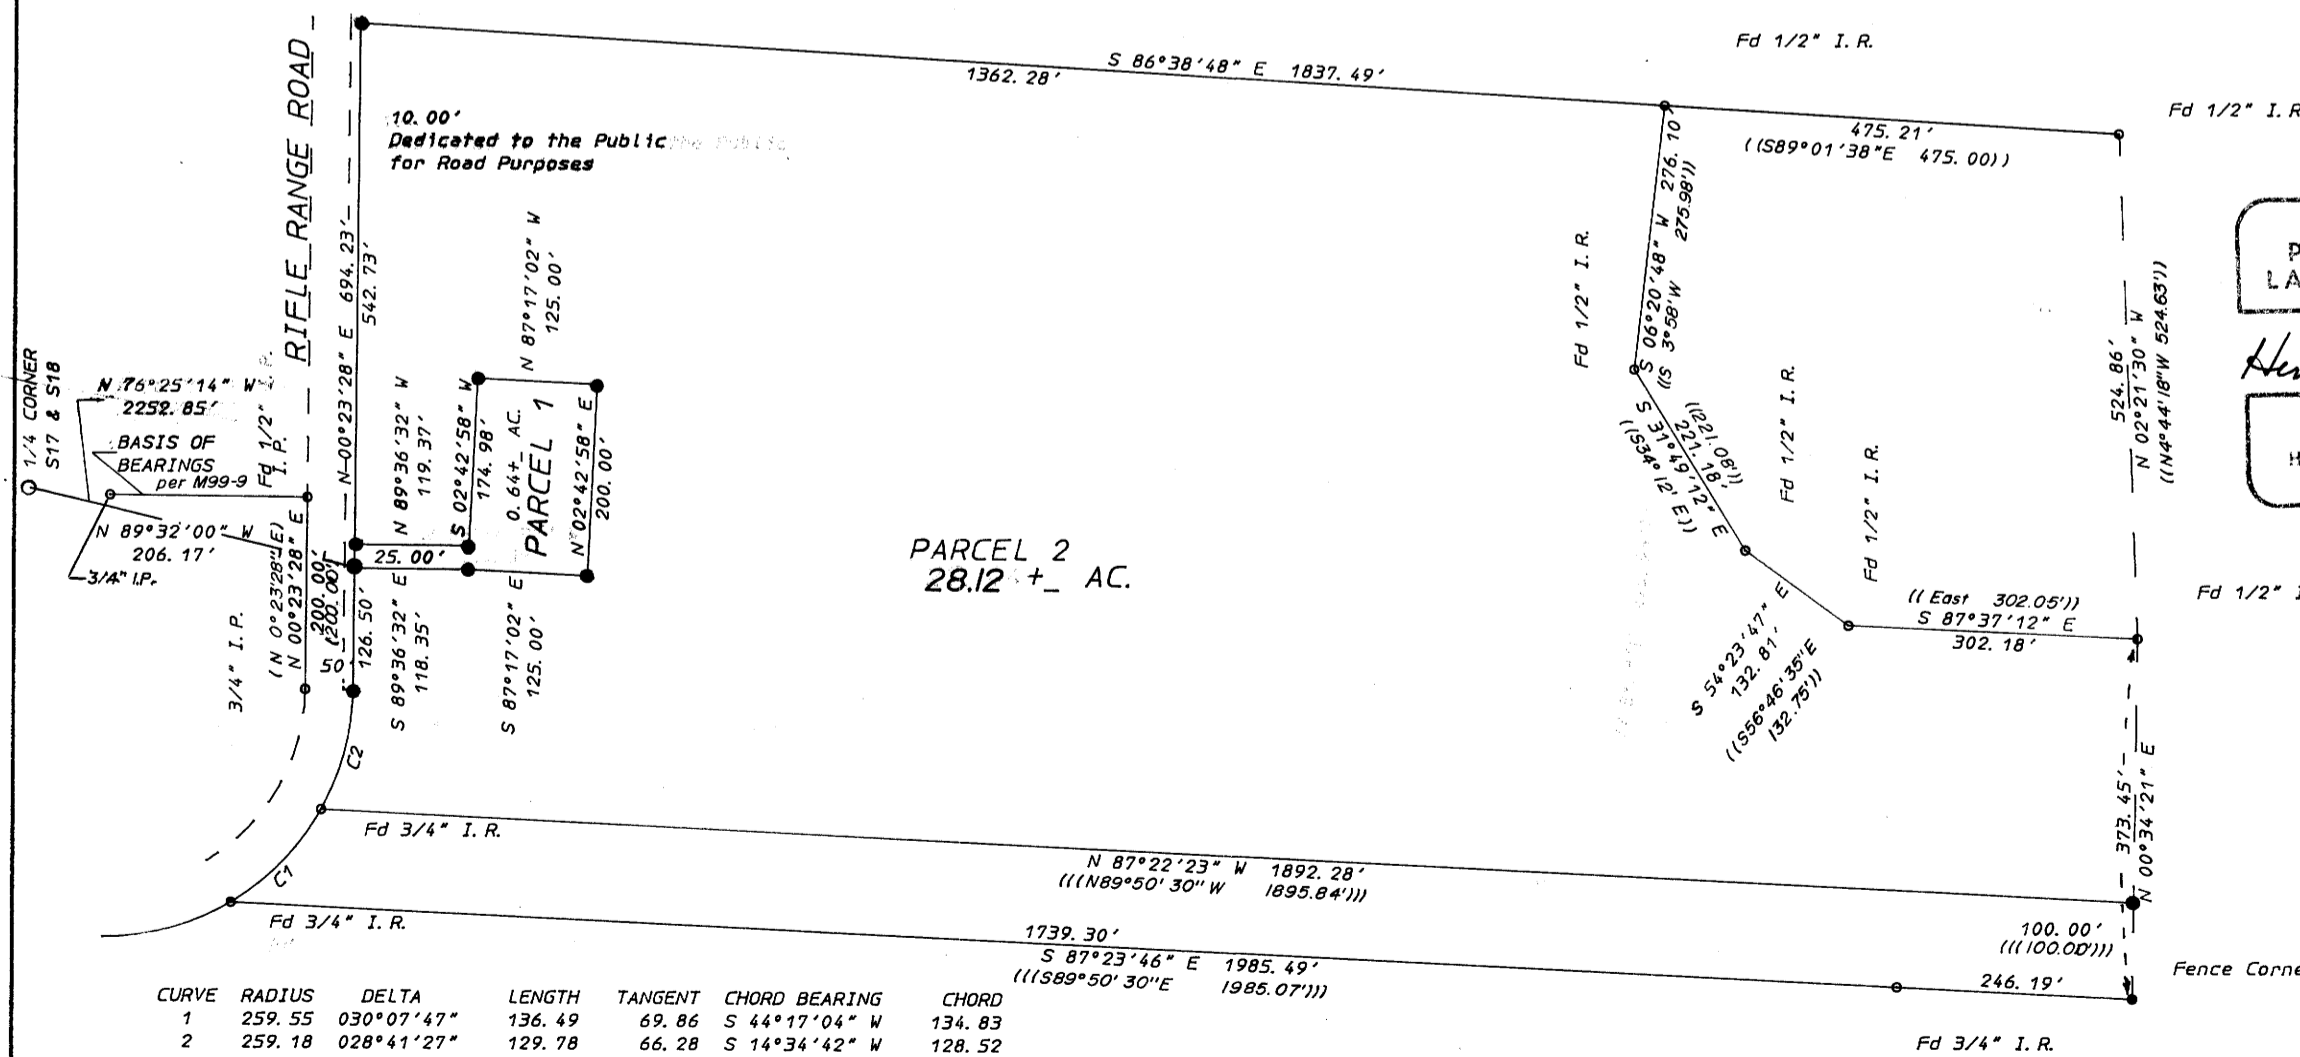 Fd 1/2" I.R.
S 86°38'48" E 1837.49'
1362.28'
Fd 1/2" I.R
475.21'
((S89°01'38"E 475.00))
RIFLE RANGE ROAD
10.00'
Dedicated to the Public
for Road Purposes
N 00°23'28" E 694.23'
542.73'
N 87°17'02" W
125.00'
S 06°20'48" W 276.10'
((S 3°58'W 275.98'))
Fd 1/2" I.R.
524.86'
N 02°21'30" W
((N4°44'18"W 524.63'))
LA
Hen
H
1/4 CORNER
S17 & S18
N 76°25'14" W
2252.85'
BASIS OF
BEARINGS
per M99-9
Fd 1/2"
I.P.
N 89°32'00" W
206.17'
3/4" I.P.
N 89°36'32" W
119.37'
S 02°42'58" W
174.98'
0.64+_ AC.
PARCEL 1
N 02°42'58" E
200.00'
25.00'
(N 0°23'28"E)
N 00°23'28" E
200.00'
(200.00')
50'
126.50'
3/4" I.P.
S 89°36'32" E
118.35'
S 87°17'02" E
125.00'
PARCEL 2
28.12 +_ AC.
((221.08'))
221.18'
S 31°49'12" E
((S34°12' E))
Fd 1/2" I.R.
Fd 1/2" I.R.
S 54°23'47" E
132.81'
((S56°46'35"E
132.75'))
((East 302.05'))
S 87°37'12" E
302.18'
Fd 1/2" I
373.45'
N 00°34'21" E
C2
C1
Fd 3/4" I.R.
N 87°22'23" W 1892.28'
(((N89°50'30"W 1895.84')))
Fd 3/4" I.R.
1739.30'
S 87°23'46" E 1985.49'
(((S89°50'30"E 1985.07')))
100.00'
(((100.00')))
246.19'
Fence Corne
Fd 3/4" I.R.
CURVE RADIUS DELTA LENGTH TANGENT CHORD BEARING CHORD
1 259.55 030°07'47" 136.49 69.86 S 44°17'04" W 134.83
2 259.18 028°41'27" 129.78 66.28 S 14°34'42" W 128.52